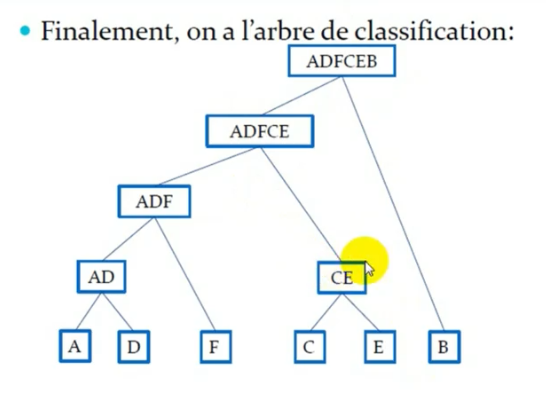 • Finalement, on a l’arbre de classification:
ADFCEB
ADFCE
ADF
AD
CE
A
D
F
C
E
B